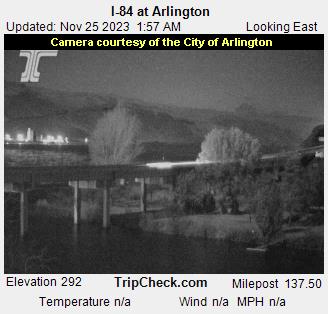 I-84 at Arlington
Updated: Nov 25 2023 1:57 AM Looking East
Camera courtesy of the City of Arlington
Elevation 292 TripCheck.com Milepost 137.50
Temperature n/a Wind n/a MPH n/a